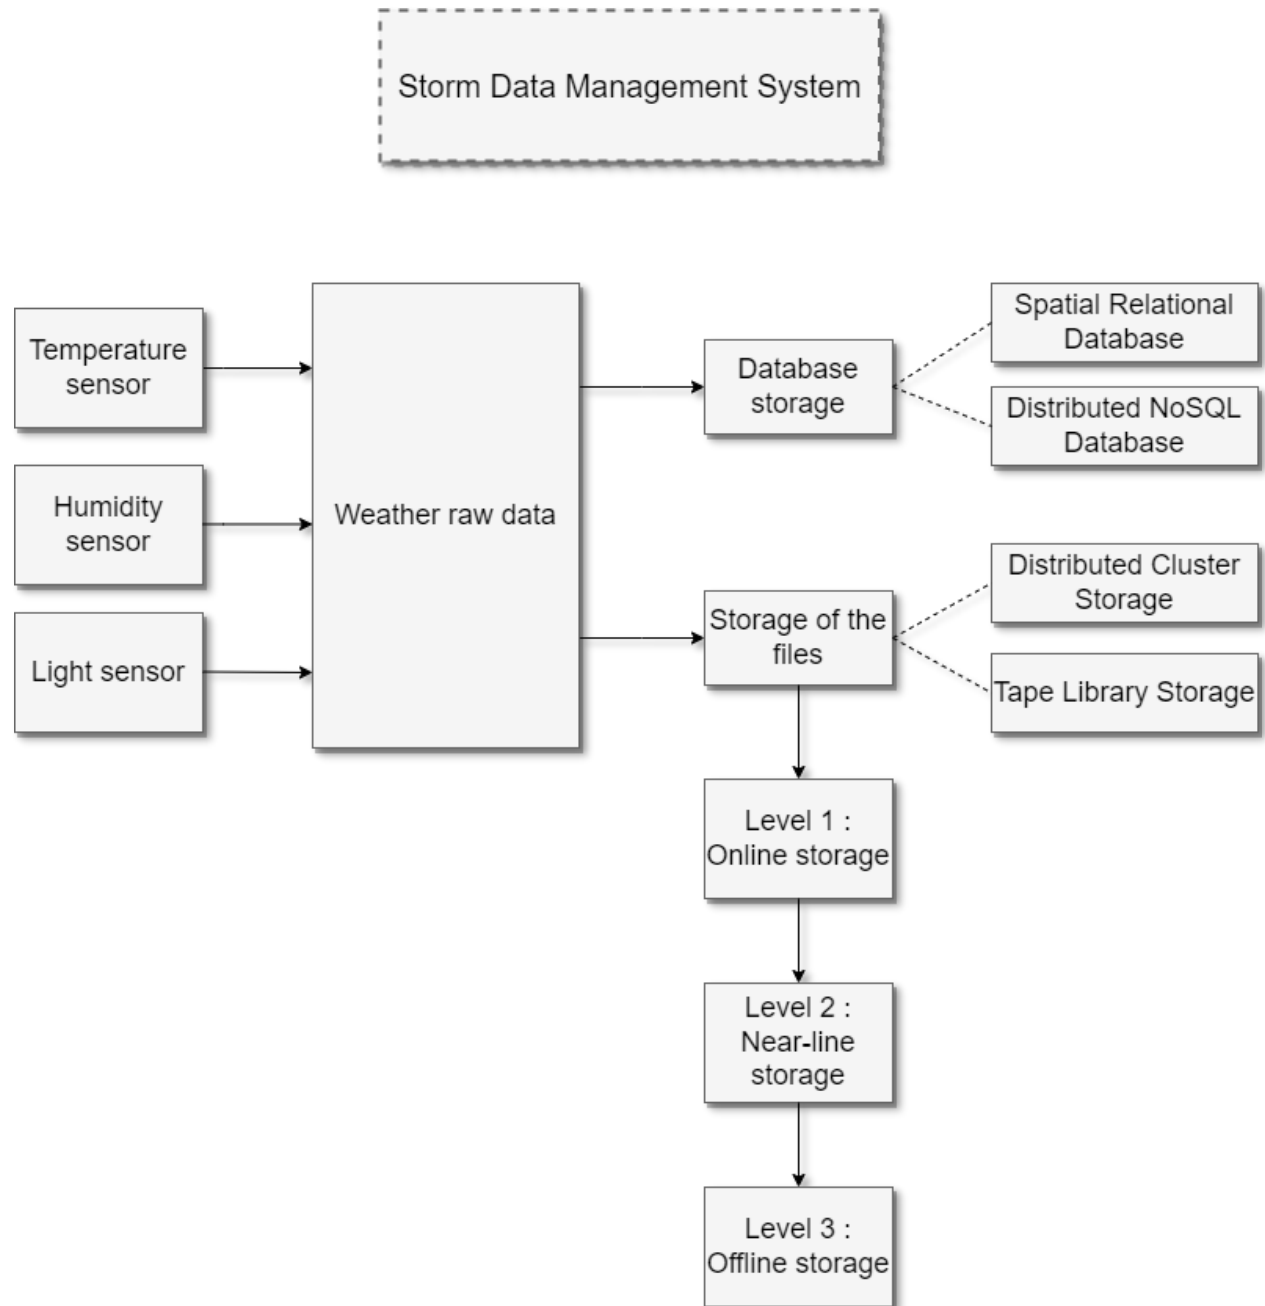 Storm Data Management System
Temperature
sensor
Humidity
sensor
Light sensor
Weather raw data
Database
storage
Spatial Relational
Database
Distributed NoSQL
Database
Storage of the
files
Distributed Cluster
Storage
Tape Library Storage
Level 1 :
Online storage
Level 2 :
Near-line
storage
Level 3 :
Offline storage